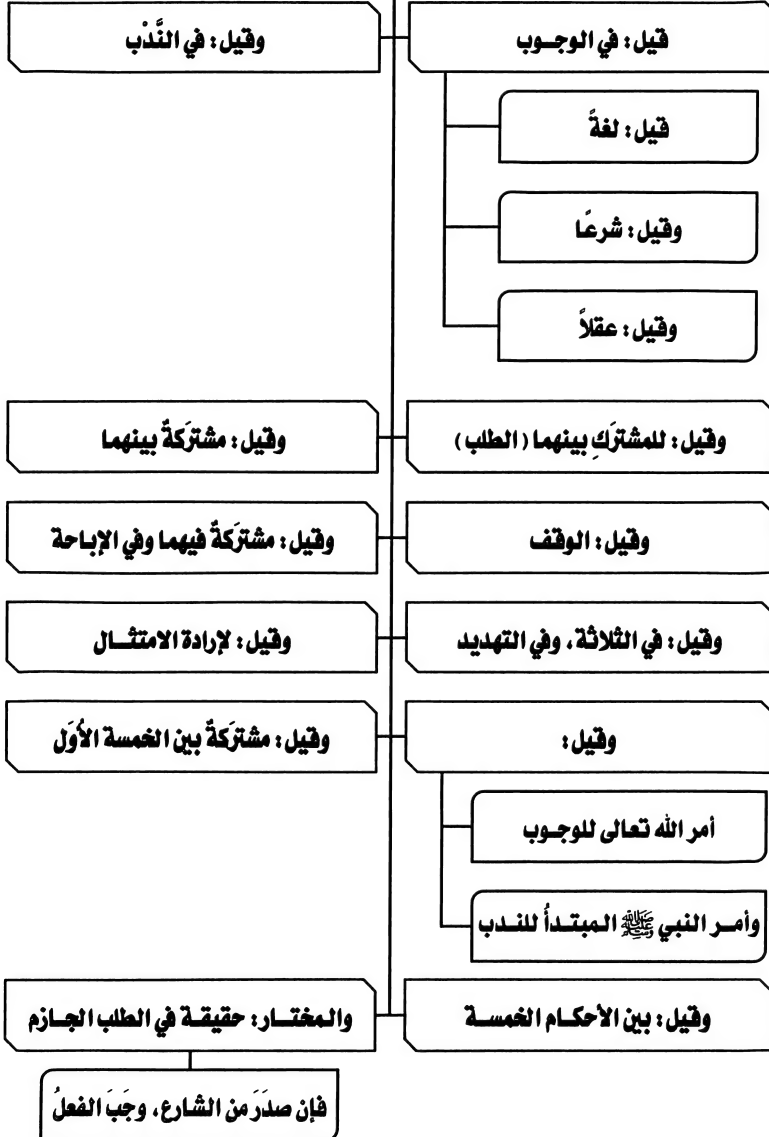 قيل: في الوجوب
وقيل: في النَّدْب
قيل: لغةً
وقيل: شرعًا
وقيل: عقلاً
وقيل: للمشترَكِ بينهما (الطلب)
وقيل: مشترَكةٌ بينهما
وقيل: الوقف
وقيل: مشترَكةٌ فيهما وفي الإباحة
وقيل: في الثلاثة، وفي التهديد
وقيل: لإرادة الامتثال
وقيل:
وقيل: مشترَكةٌ بين الخمسة الأُوَل
أمر الله تعالى للوجوب
وأمر النبي ﷺ المبتدأُ للندب
وقيل: بين الأحكام الخمسة
والمختار: حقيقة في الطلب الجازم
فإن صدَرَ من الشارع، وجَبَ الفعلُ